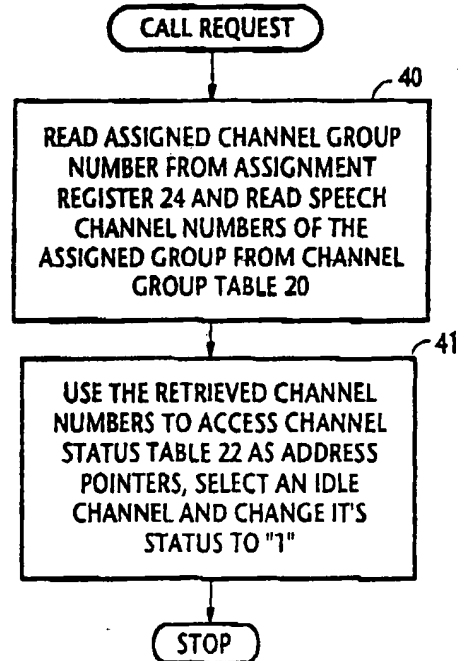 CALL REQUEST
40
READ ASSIGNED CHANNEL GROUP
NUMBER FROM ASSIGNMENT
REGISTER 24 AND READ SPEECH
CHANNEL NUMBERS OF THE
ASSIGNED GROUP FROM CHANNEL
GROUP TABLE 20
41
USE THE RETRIEVED CHANNEL
NUMBERS TO ACCESS CHANNEL
STATUS TABLE 22 AS ADDRESS
POINTERS, SELECT AN IDLE
CHANNEL AND CHANGE IT'S
STATUS TO "1"
STOP